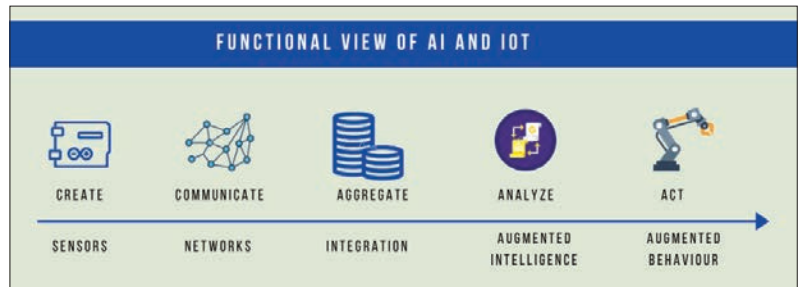 FUNCTIONAL VIEW OF AI AND IOT
CREATE
COMMUNICATE
AGGREGATE
ANALYZE
ACT
SENSORS
NETWORKS
INTEGRATION
AUGMENTED
INTELLIGENCE
AUGMENTED
BEHAVIOUR